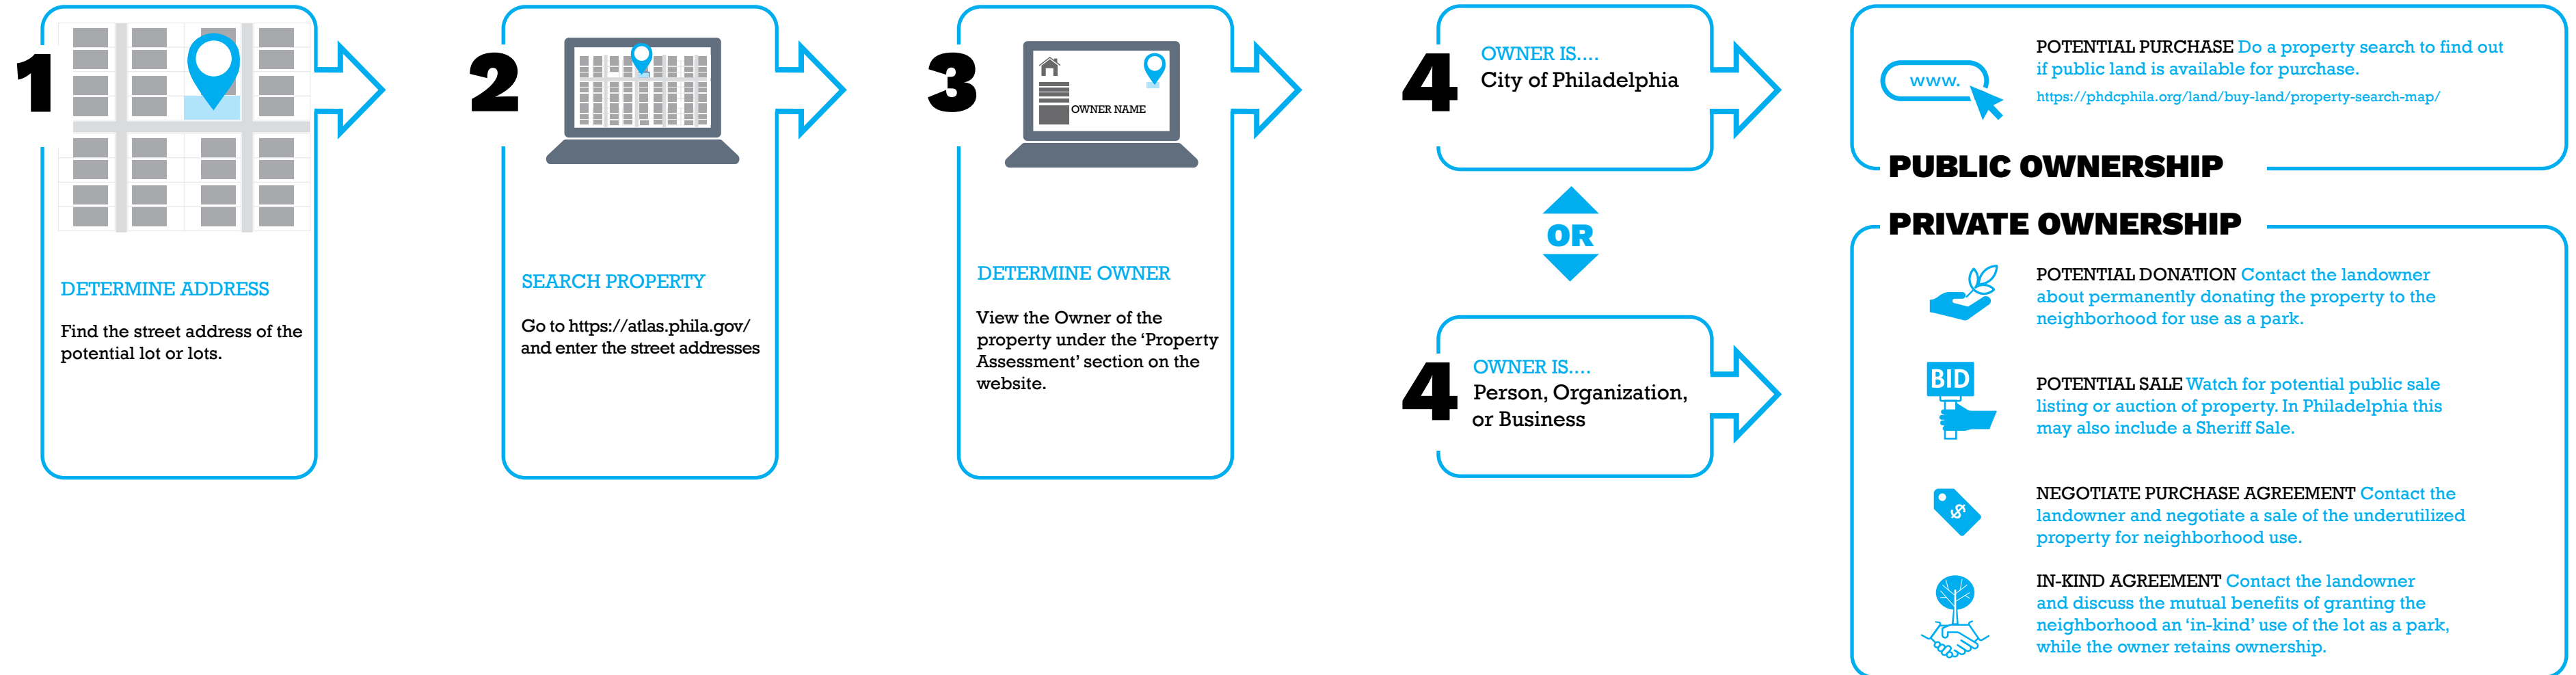 1
DETERMINE ADDRESS
Find the street address of the
potential lot or lots.
2
SEARCH PROPERTY
Go to https://atlas.phila.gov/
and enter the street addresses
3
OWNER NAME
DETERMINE OWNER
View the Owner of the
property under the ‘Property
Assessment’ section on the
website.
4
OWNER IS....
City of Philadelphia
OR
4
OWNER IS....
Person, Organization,
or Business
www.
POTENTIAL PURCHASE Do a property search to find out
if public land is available for purchase.
https://phdcphila.org/land/buy-land/property-search-map/
PUBLIC OWNERSHIP
PRIVATE OWNERSHIP
POTENTIAL DONATION Contact the landowner
about permanently donating the property to the
neighborhood for use as a park.
BID
POTENTIAL SALE Watch for potential public sale
listing or auction of property. In Philadelphia this
may also include a Sheriff Sale.
$
NEGOTIATE PURCHASE AGREEMENT Contact the
landowner and negotiate a sale of the underutilized
property for neighborhood use.
IN-KIND AGREEMENT Contact the landowner
and discuss the mutual benefits of granting the
neighborhood an ‘in-kind’ use of the lot as a park,
while the owner retains ownership.